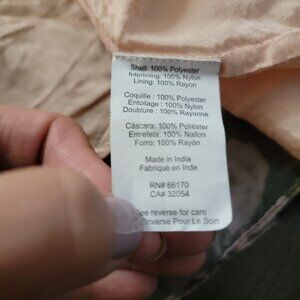 Shell: 100% Polyester
Interlining: 100% Nylon
Lining: 100% Rayon
Coquille : 100% Polyester
Entoilage : 100% Nylon
Doublure : 100% Rayonne
Cáscara: 100% Poliéster
Entretela: 100% Nailon
Forro: 100% Rayón
Made in India
Fabriqué en Inde
RN# 66170
CA# 32054
ee reverse for care
Inverse Pour Le Soin